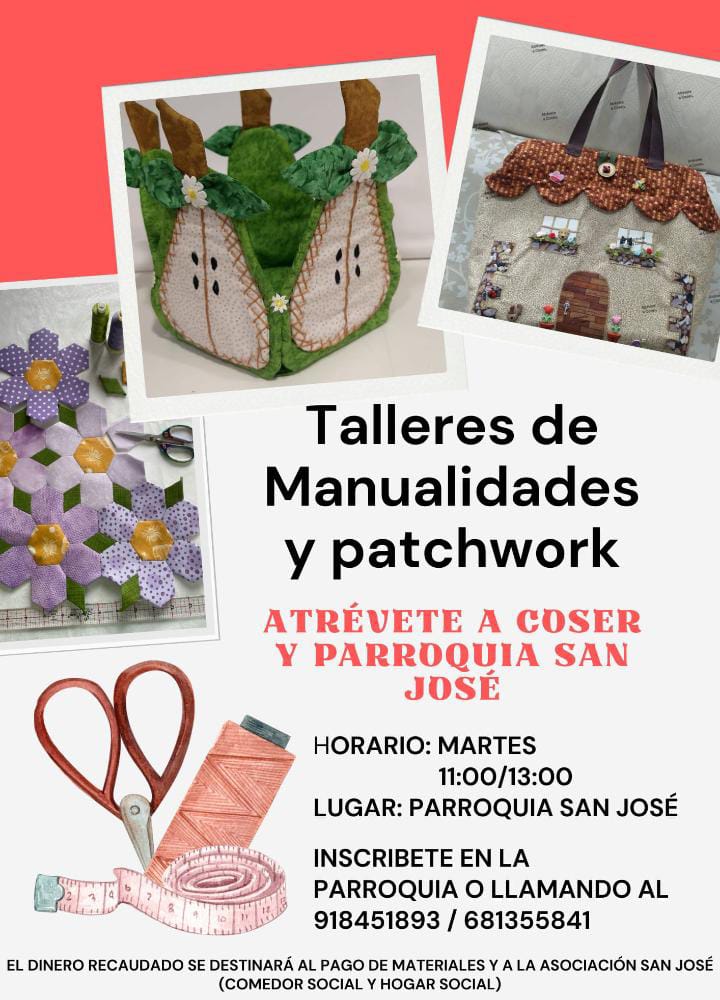 Talleres de
Manualidades
y patchwork
ATRÉVETE A COSER
Y PARROQUIA SAN
JOSÉ
HORARIO: MARTES
11:00/13:00
LUGAR: PARROQUIA SAN JOSÉ
INSCRIBETE EN LA
PARROQUIA O LLAMANDO AL
918451893 / 681355841
EL DINERO RECAUDADO SE DESTINARÁ AL PAGO DE MATERIALES Y A LA ASOCIACIÓN SAN JOSÉ
(COMEDOR SOCIAL Y HOGAR SOCIAL)